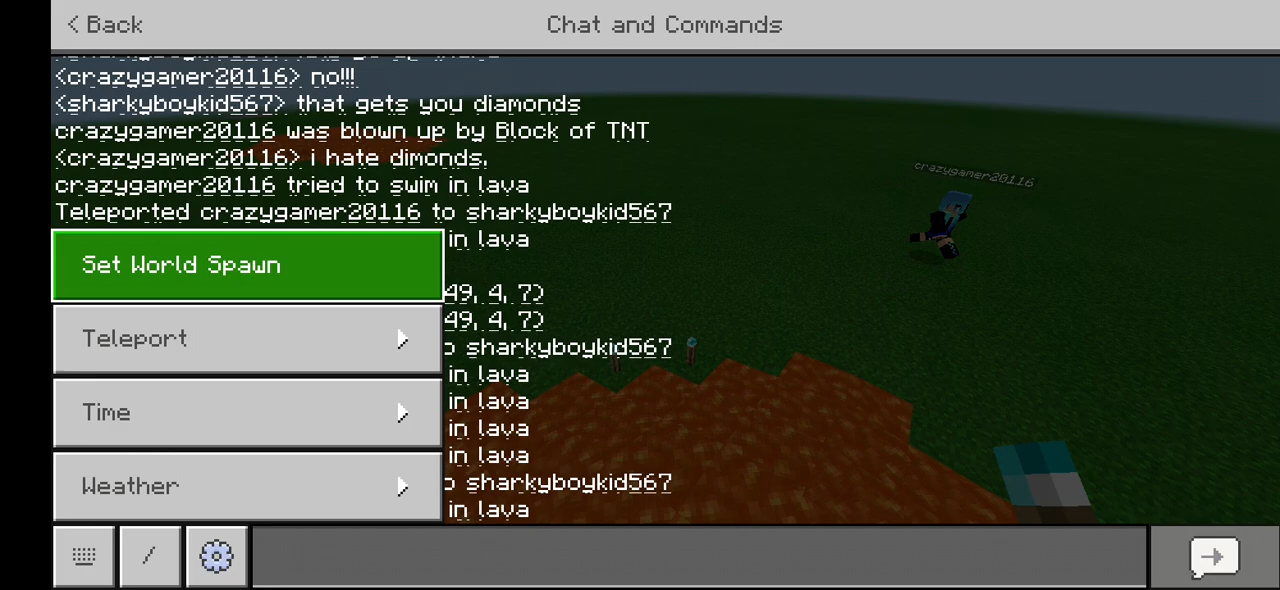 Back
Chat and Commands
<crazygamer20116> no!!!
<sharkyboykid567> that gets you diamonds
crazygamer20116 was blown up by Block of TNT
<crazygamer20116> i hate dimonds.
crazygamer20116 tried to swim in lava
Teleported crazygamer20116 to sharkyboykid567
in lava
49, 4, 7)
49, 4, 7)
sharkyboykid567
in lava
in lava
in lava
in lava
sharkyboykid567
in lava
Set World Spawn
Teleport
Time
Weather
/
crazygamer20116